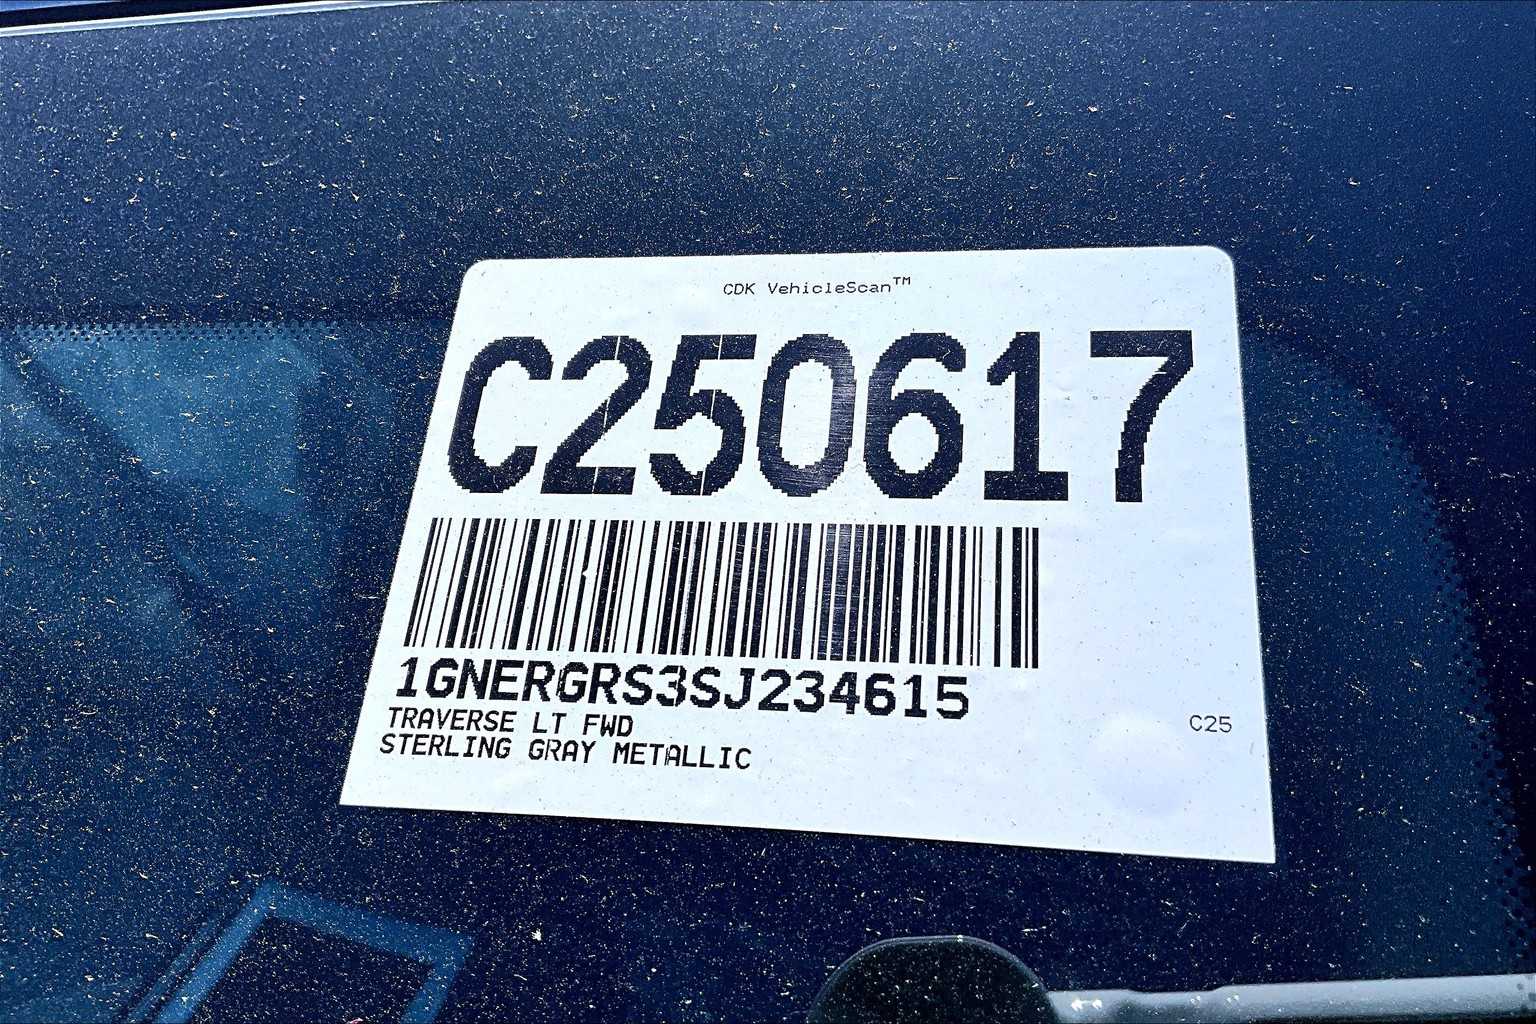 CDK VehicleScan™
C250617
1GNERGRS3SJ234615
TRAVERSE LT FWD
STERLING GRAY METALLIC
C25